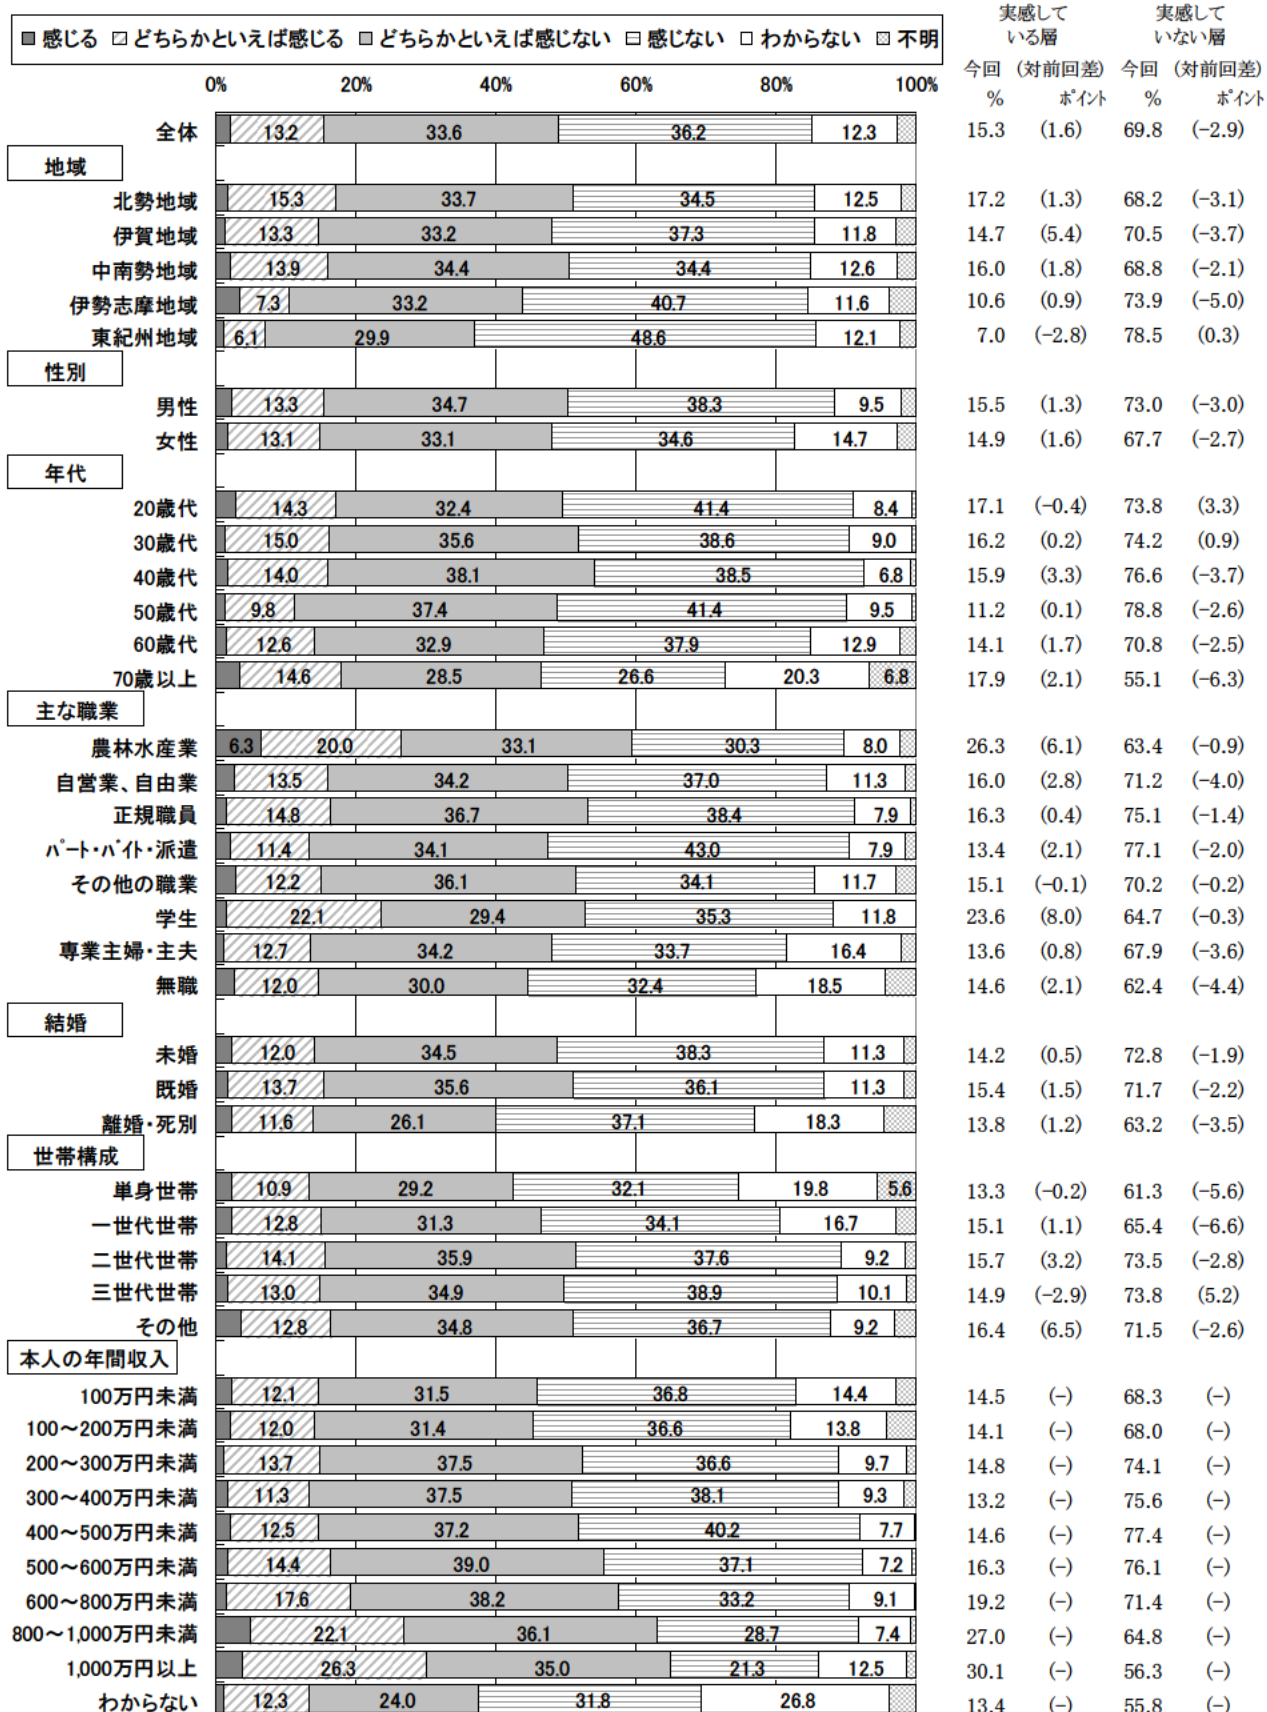 実感して 実感して
いる層 いない層
■ 感じる □ どちらかといえば感じる ■ どちらかといえば感じない 感じない □ わからない 不明
今回 (対前回差) 今回 (対前回差)
0% 20% 40% 60% 80% 100%
% ポイント % ポイント
全体 13.2 33.6 36.2 12.3 15.3 (1.6) 69.8 (-2.9)
地域
北勢地域 15.3 33.7 34.5 12.5 17.2 (1.3) 68.2 (-3.1)
伊賀地域 13.3 33.2 37.3 11.8 14.7 (5.4) 70.5 (-3.7)
中南勢地域 13.9 34.4 34.4 12.6 16.0 (1.8) 68.8 (-2.1)
伊勢志摩地域 7.3 33.2 40.7 11.6 10.6 (0.9) 73.9 (-5.0)
東紀州地域 6.1 29.9 48.6 12.1 7.0 (-2.8) 78.5 (0.3)
性別
男性 13.3 34.7 38.3 9.5 15.5 (1.3) 73.0 (-3.0)
女性 13.1 33.1 34.6 14.7 14.9 (1.6) 67.7 (-2.7)
年代
20歳代 14.3 32.4 41.4 8.4 17.1 (-0.4) 73.8 (3.3)
30歳代 15.0 35.6 38.6 9.0 16.2 (0.2) 74.2 (0.9)
40歳代 14.0 38.1 38.5 6.8 15.9 (3.3) 76.6 (-3.7)
50歳代 9.8 37.4 41.4 9.5 11.2 (0.1) 78.8 (-2.6)
60歳代 12.6 32.9 37.9 12.9 14.1 (1.7) 70.8 (-2.5)
70歳以上 14.6 28.5 26.6 20.3 6.8 17.9 (2.1) 55.1 (-6.3)
主な職業
農林水産業 6.3 20.0 33.1 30.3 8.0 26.3 (6.1) 63.4 (-0.9)
自営業、自由業 13.5 34.2 37.0 11.3 16.0 (2.8) 71.2 (-4.0)
正規職員 14.8 36.7 38.4 7.9 16.3 (0.4) 75.1 (-1.4)
パート・バイト・派遣 11.4 34.1 43.0 7.9 13.4 (2.1) 77.1 (-2.0)
その他の職業 12.2 36.1 34.1 11.7 15.1 (-0.1) 70.2 (-0.2)
学生 22.1 29.4 35.3 11.8 23.6 (8.0) 64.7 (-0.3)
専業主婦・主夫 12.7 34.2 33.7 16.4 13.6 (0.8) 67.9 (-3.6)
無職 12.0 30.0 32.4 18.5 14.6 (2.1) 62.4 (-4.4)
結婚
未婚 12.0 34.5 38.3 11.3 14.2 (0.5) 72.8 (-1.9)
既婚 13.7 35.6 36.1 11.3 15.4 (1.5) 71.7 (-2.2)
離婚・死別 11.6 26.1 37.1 18.3 13.8 (1.2) 63.2 (-3.5)
世帯構成
単身世帯 10.9 29.2 32.1 19.8 5.6 13.3 (-0.2) 61.3 (-5.6)
一世代世帯 12.8 31.3 34.1 16.7 15.1 (1.1) 65.4 (-6.6)
二世代世帯 14.1 35.9 37.6 9.2 15.7 (3.2) 73.5 (-2.8)
三世代世帯 13.0 34.9 38.9 10.1 14.9 (-2.9) 73.8 (5.2)
その他 12.8 34.8 36.7 9.2 16.4 (6.5) 71.5 (-2.6)
本人の年間収入
100万円未満 12.1 31.5 36.8 14.4 14.5 (-) 68.3 (-)
100～200万円未満 12.0 31.4 36.6 13.8 14.1 (-) 68.0 (-)
200～300万円未満 13.7 37.5 36.6 9.7 14.8 (-) 74.1 (-)
300～400万円未満 11.3 37.5 38.1 9.3 13.2 (-) 75.6 (-)
400～500万円未満 12.5 37.2 40.2 7.7 14.6 (-) 77.4 (-)
500～600万円未満 14.4 39.0 37.1 7.2 16.3 (-) 76.1 (-)
600～800万円未満 17.6 38.2 33.2 9.1 19.2 (-) 71.4 (-)
800～1,000万円未満 22.1 36.1 28.7 7.4 27.0 (-) 64.8 (-)
1,000万円以上 26.3 35.0 21.3 12.5 30.1 (-) 56.3 (-)
わからない 12.3 24.0 31.8 26.8 13.4 (-) 55.8 (-)